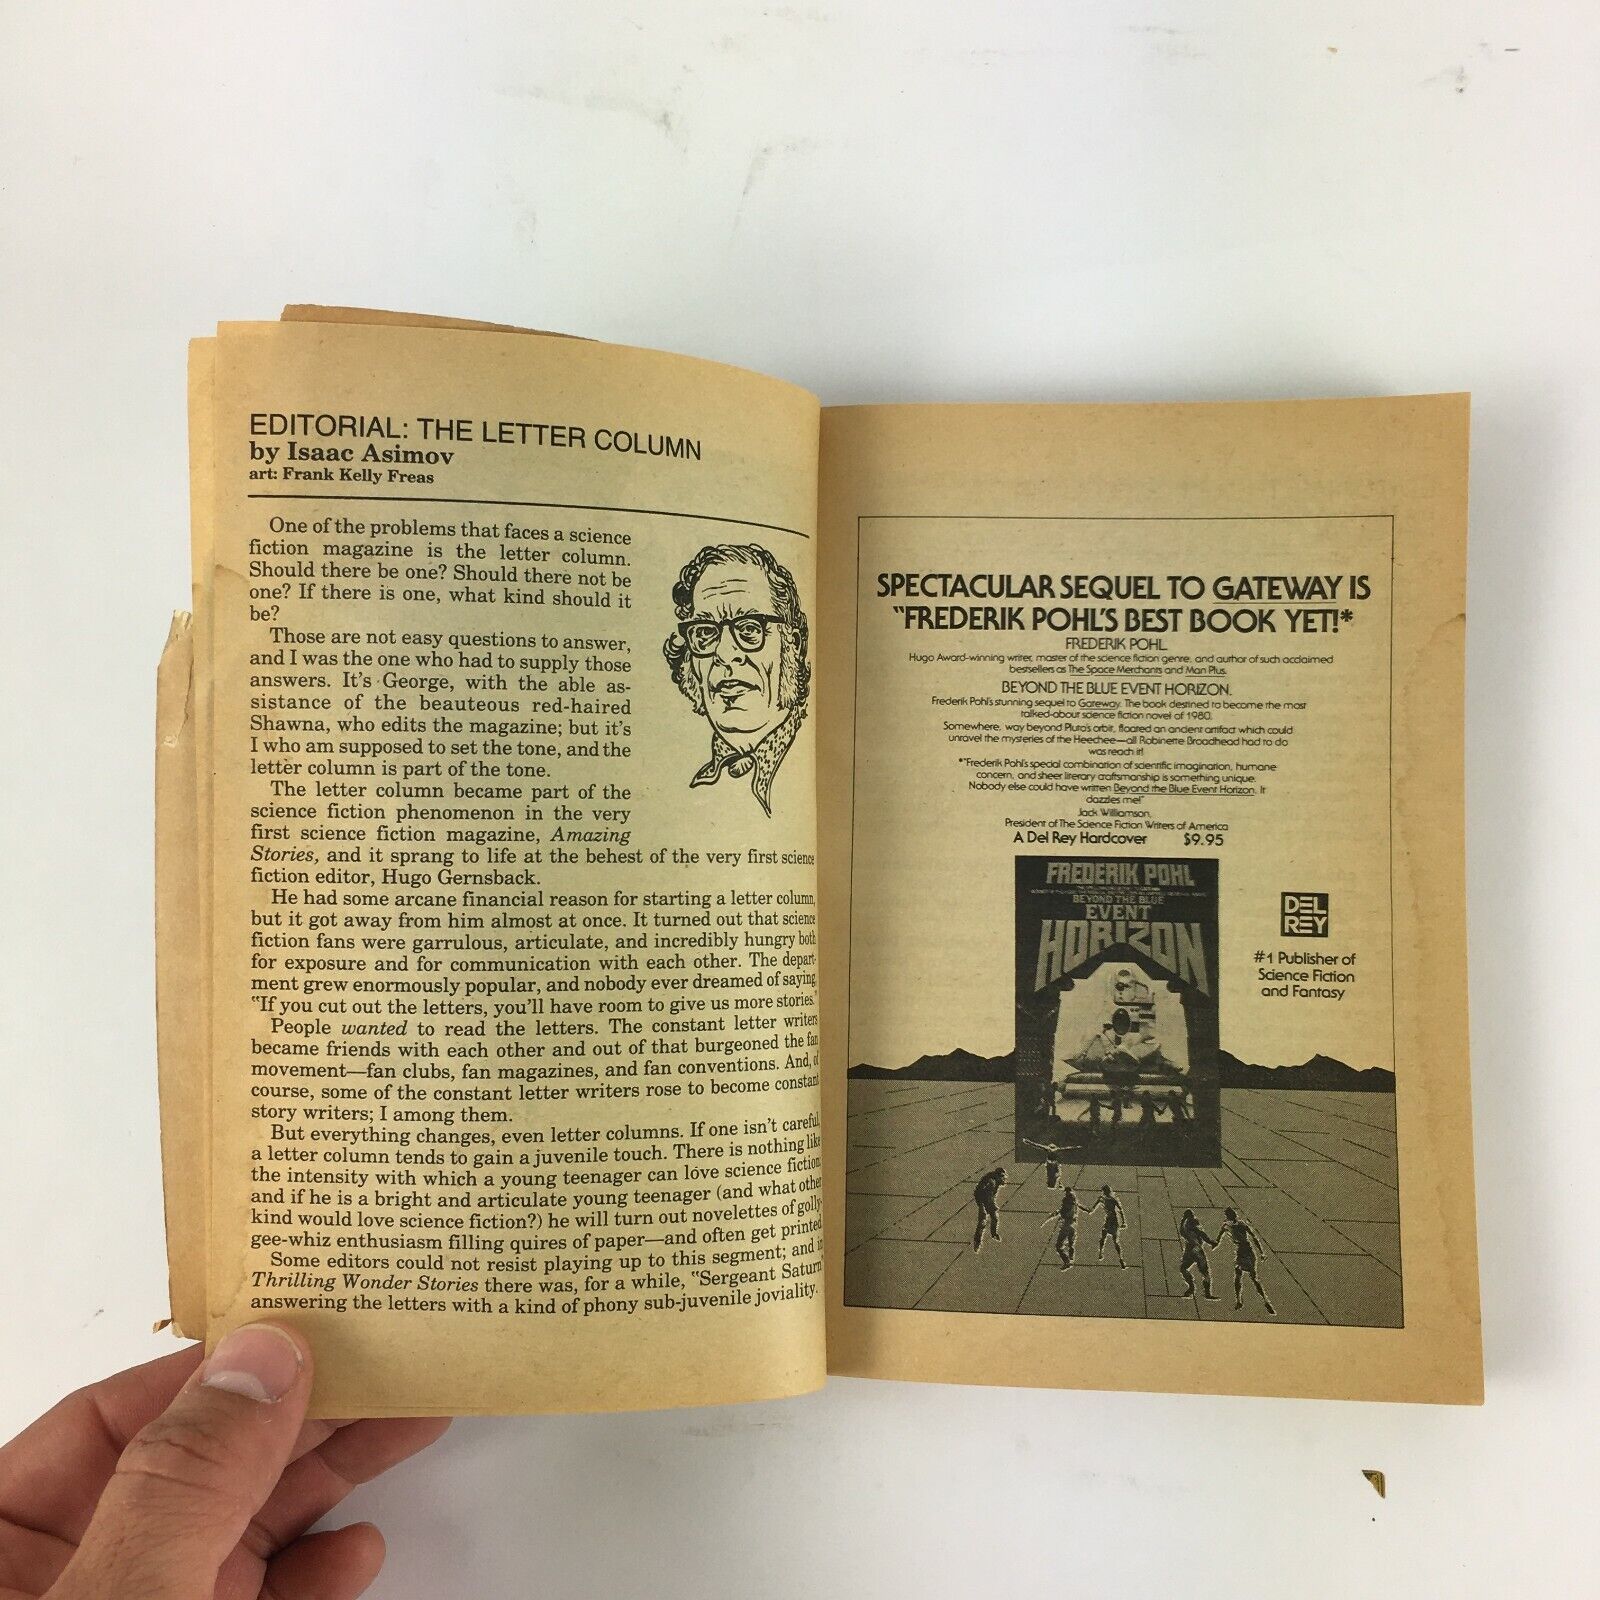 EDITORIAL: THE LETTER COLUMN
by Isaac Asimov
art: Frank Kelly Freas
One of the problems that faces a science
fiction magazine is the letter column.
Should there be one? Should there not be
one? If there is one, what kind should it
be?
Those are not easy questions to answer,
and I was the one who had to supply those
answers. It's George, with the able as-
sistance of the beauteous red-haired
Shawna, who edits the magazine; but it's
I who am supposed to set the tone, and the
letter column is part of the tone.
The letter column became part of the
science fiction phenomenon in the very
first science fiction magazine, Amazing
Stories, and it sprang to life at the behest of the very first science
fiction editor, Hugo Gernsback.
He had some arcane financial reason for starting a letter column,
but it got away from him almost at once. It turned out that science
fiction fans were garrulous, articulate, and incredibly hungry both
for exposure and for communication with each other. The depart-
ment grew enormously popular, and nobody ever dreamed of saying,
"If you cut out the letters, you'll have room to give us more stories."
People wanted to read the letters. The constant letter writers
became friends with each other and out of that burgeoned the fan
movement—fan clubs, fan magazines, and fan conventions. And, of
course, some of the constant letter writers rose to become constant
story writers; I among them.
But everything changes, even letter columns. If one isn't careful,
a letter column tends to gain a juvenile touch. There is nothing like
the intensity with which a young teenager can love science fiction;
and if he is a bright and articulate young teenager (and what other
kind would love science fiction?) he will turn out novelettes of golly-
gee-whiz enthusiasm filling quires of paper—and often get printed.
Some editors could not resist playing up to this segment; and in
Thrilling Wonder Stories there was, for a while, "Sergeant Saturn"
answering the letters with a kind of phony sub-juvenile joviality.
SPECTACULAR SEQUEL TO GATEWAY IS
"FREDERIK POHL'S BEST BOOK YET!*
FREDERIK POHL
Hugo Award-winning writer, master of the science fiction genre, and author of such acclaimed
bestsellers as The Space Merchants and Man Plus.
BEYOND THE BLUE EVENT HORIZON.
Frederik Pohl's stunning sequel to Gateway. The book destined to become the most
talked-about science fiction novel of 1980.
Somewhere, way beyond Pluto's orbit, floated an ancient artifact which could
unravel the mysteries of the Heechee—all Robinette Broadhead had to do
was reach it!
*"Frederik Pohl's special combination of scientific imagination, humane
concern, and sheer literary craftsmanship is something unique.
Nobody else could have written Beyond the Blue Event Horizon. It
dazzles me!"
Jack Williamson,
President of The Science Fiction Writers of America
A Del Rey Hardcover $9.95
FREDERIK POHL
BEYOND THE BLUE
EVENT
HORIZON
DEL
REY
#1 Publisher of
Science Fiction
and Fantasy